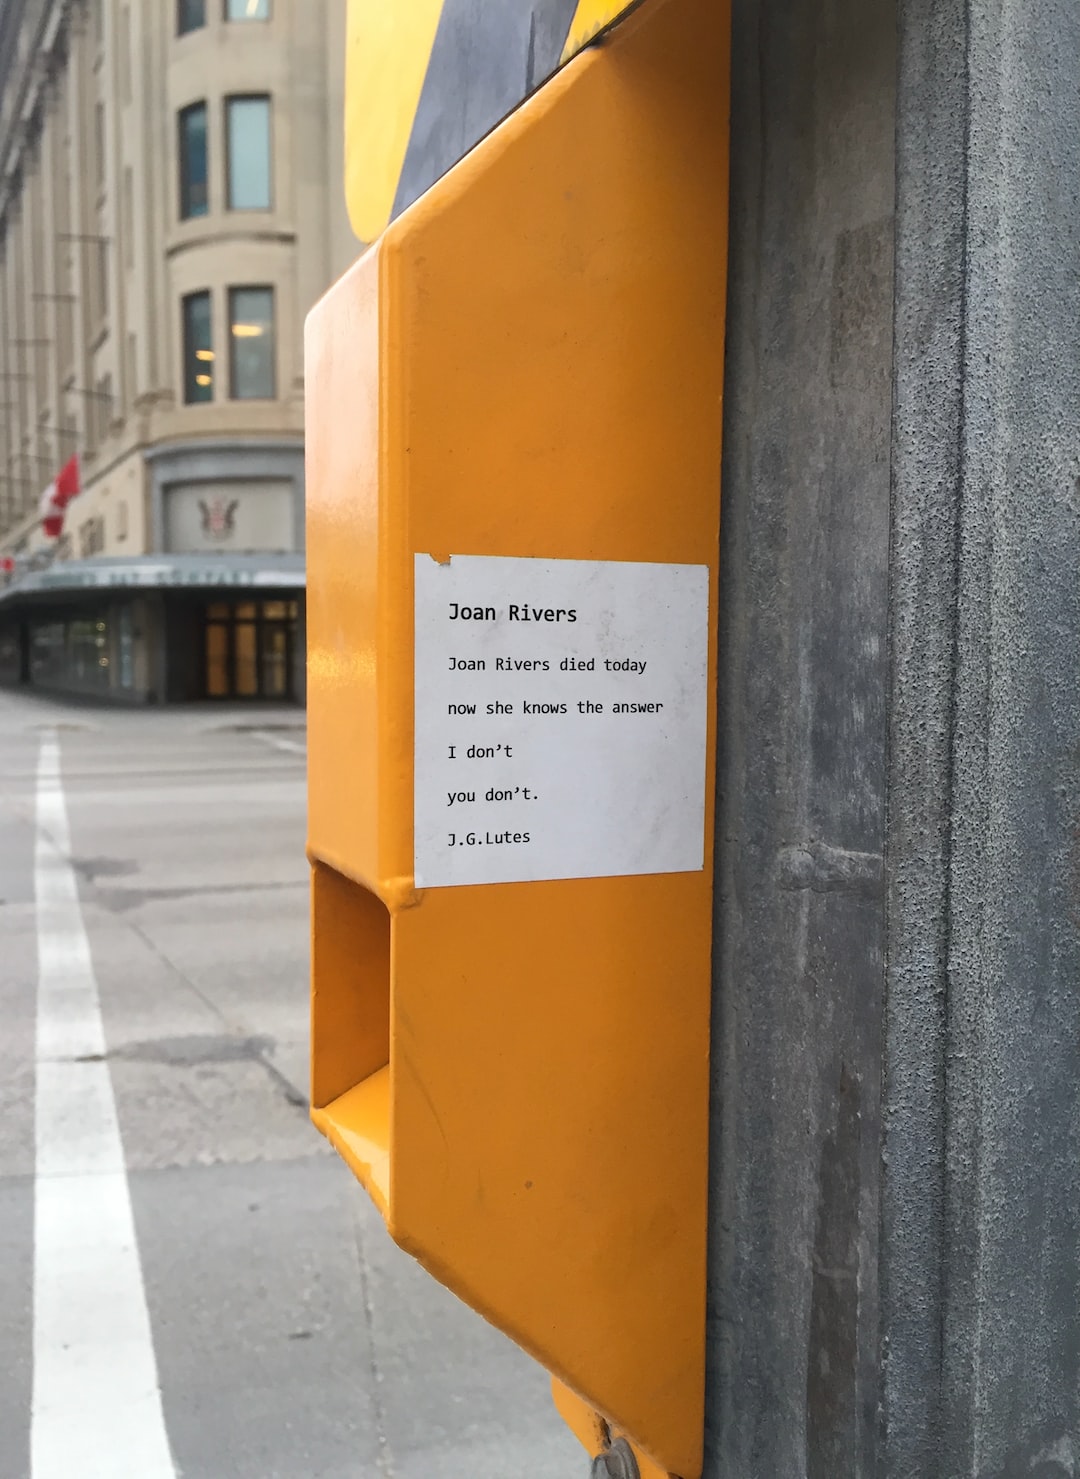 Joan Rivers
Joan Rivers died today
now she knows the answer
I don’t
you don’t.
J.G.Lutes